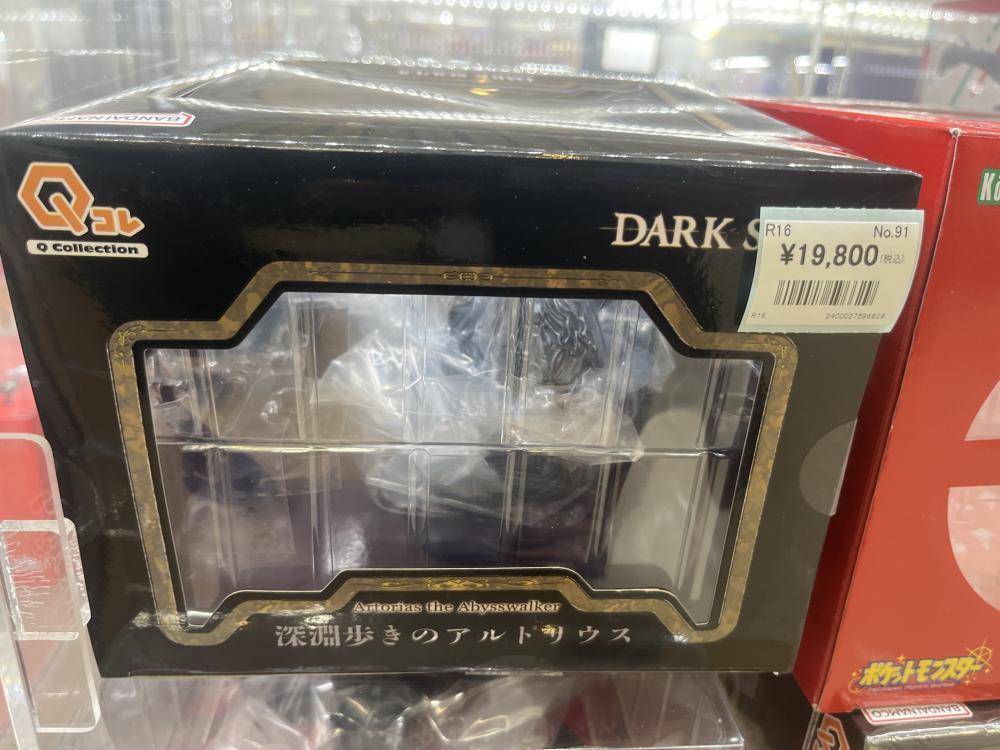 BANDAI NAMCO
Qコレ
Q Collection
DARK S
R16 No.91
¥19,800(税込)
R16 2400027596629
Artorias the Abysswalker
深淵歩きのアルトリウス
Kö
ポケットモンスター
BANDAI NAMCO